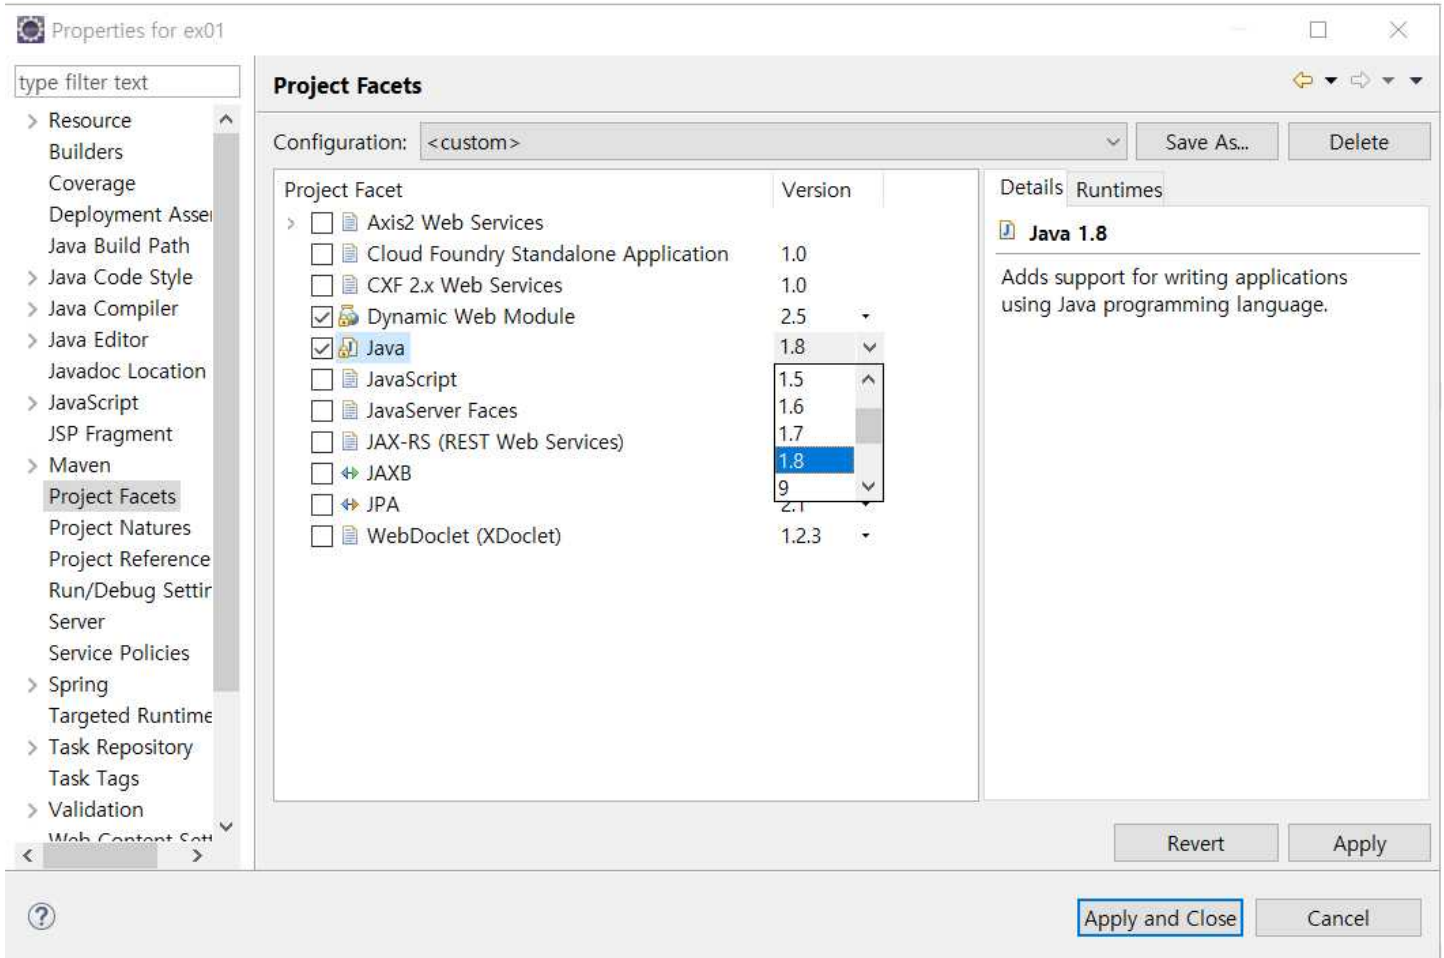 Properties for ex01
type filter text
Resource
Builders
Coverage
Deployment Asse
Java Build Path
Java Code Style
Java Compiler
Java Editor
Javadoc Location
JavaScript
JSP Fragment
Maven
Project Facets
Project Natures
Project Reference
Run/Debug Settin
Server
Service Policies
Spring
Targeted Runtime
Task Repository
Task Tags
Validation
Web Content Sett
Project Facets
Configuration: <custom> Save As... Delete
Project Facet Version
Axis2 Web Services
Cloud Foundry Standalone Application 1.0
CXF 2.x Web Services 1.0
Dynamic Web Module 2.5
Java 1.8
JavaScript
JavaServer Faces
JAX-RS (REST Web Services)
JAXB
JPA 2.1
WebDoclet (XDoclet) 1.2.3
1.5
1.6
1.7
1.8
9
Details Runtimes
Java 1.8
Adds support for writing applications
using Java programming language.
Revert Apply
Apply and Close Cancel